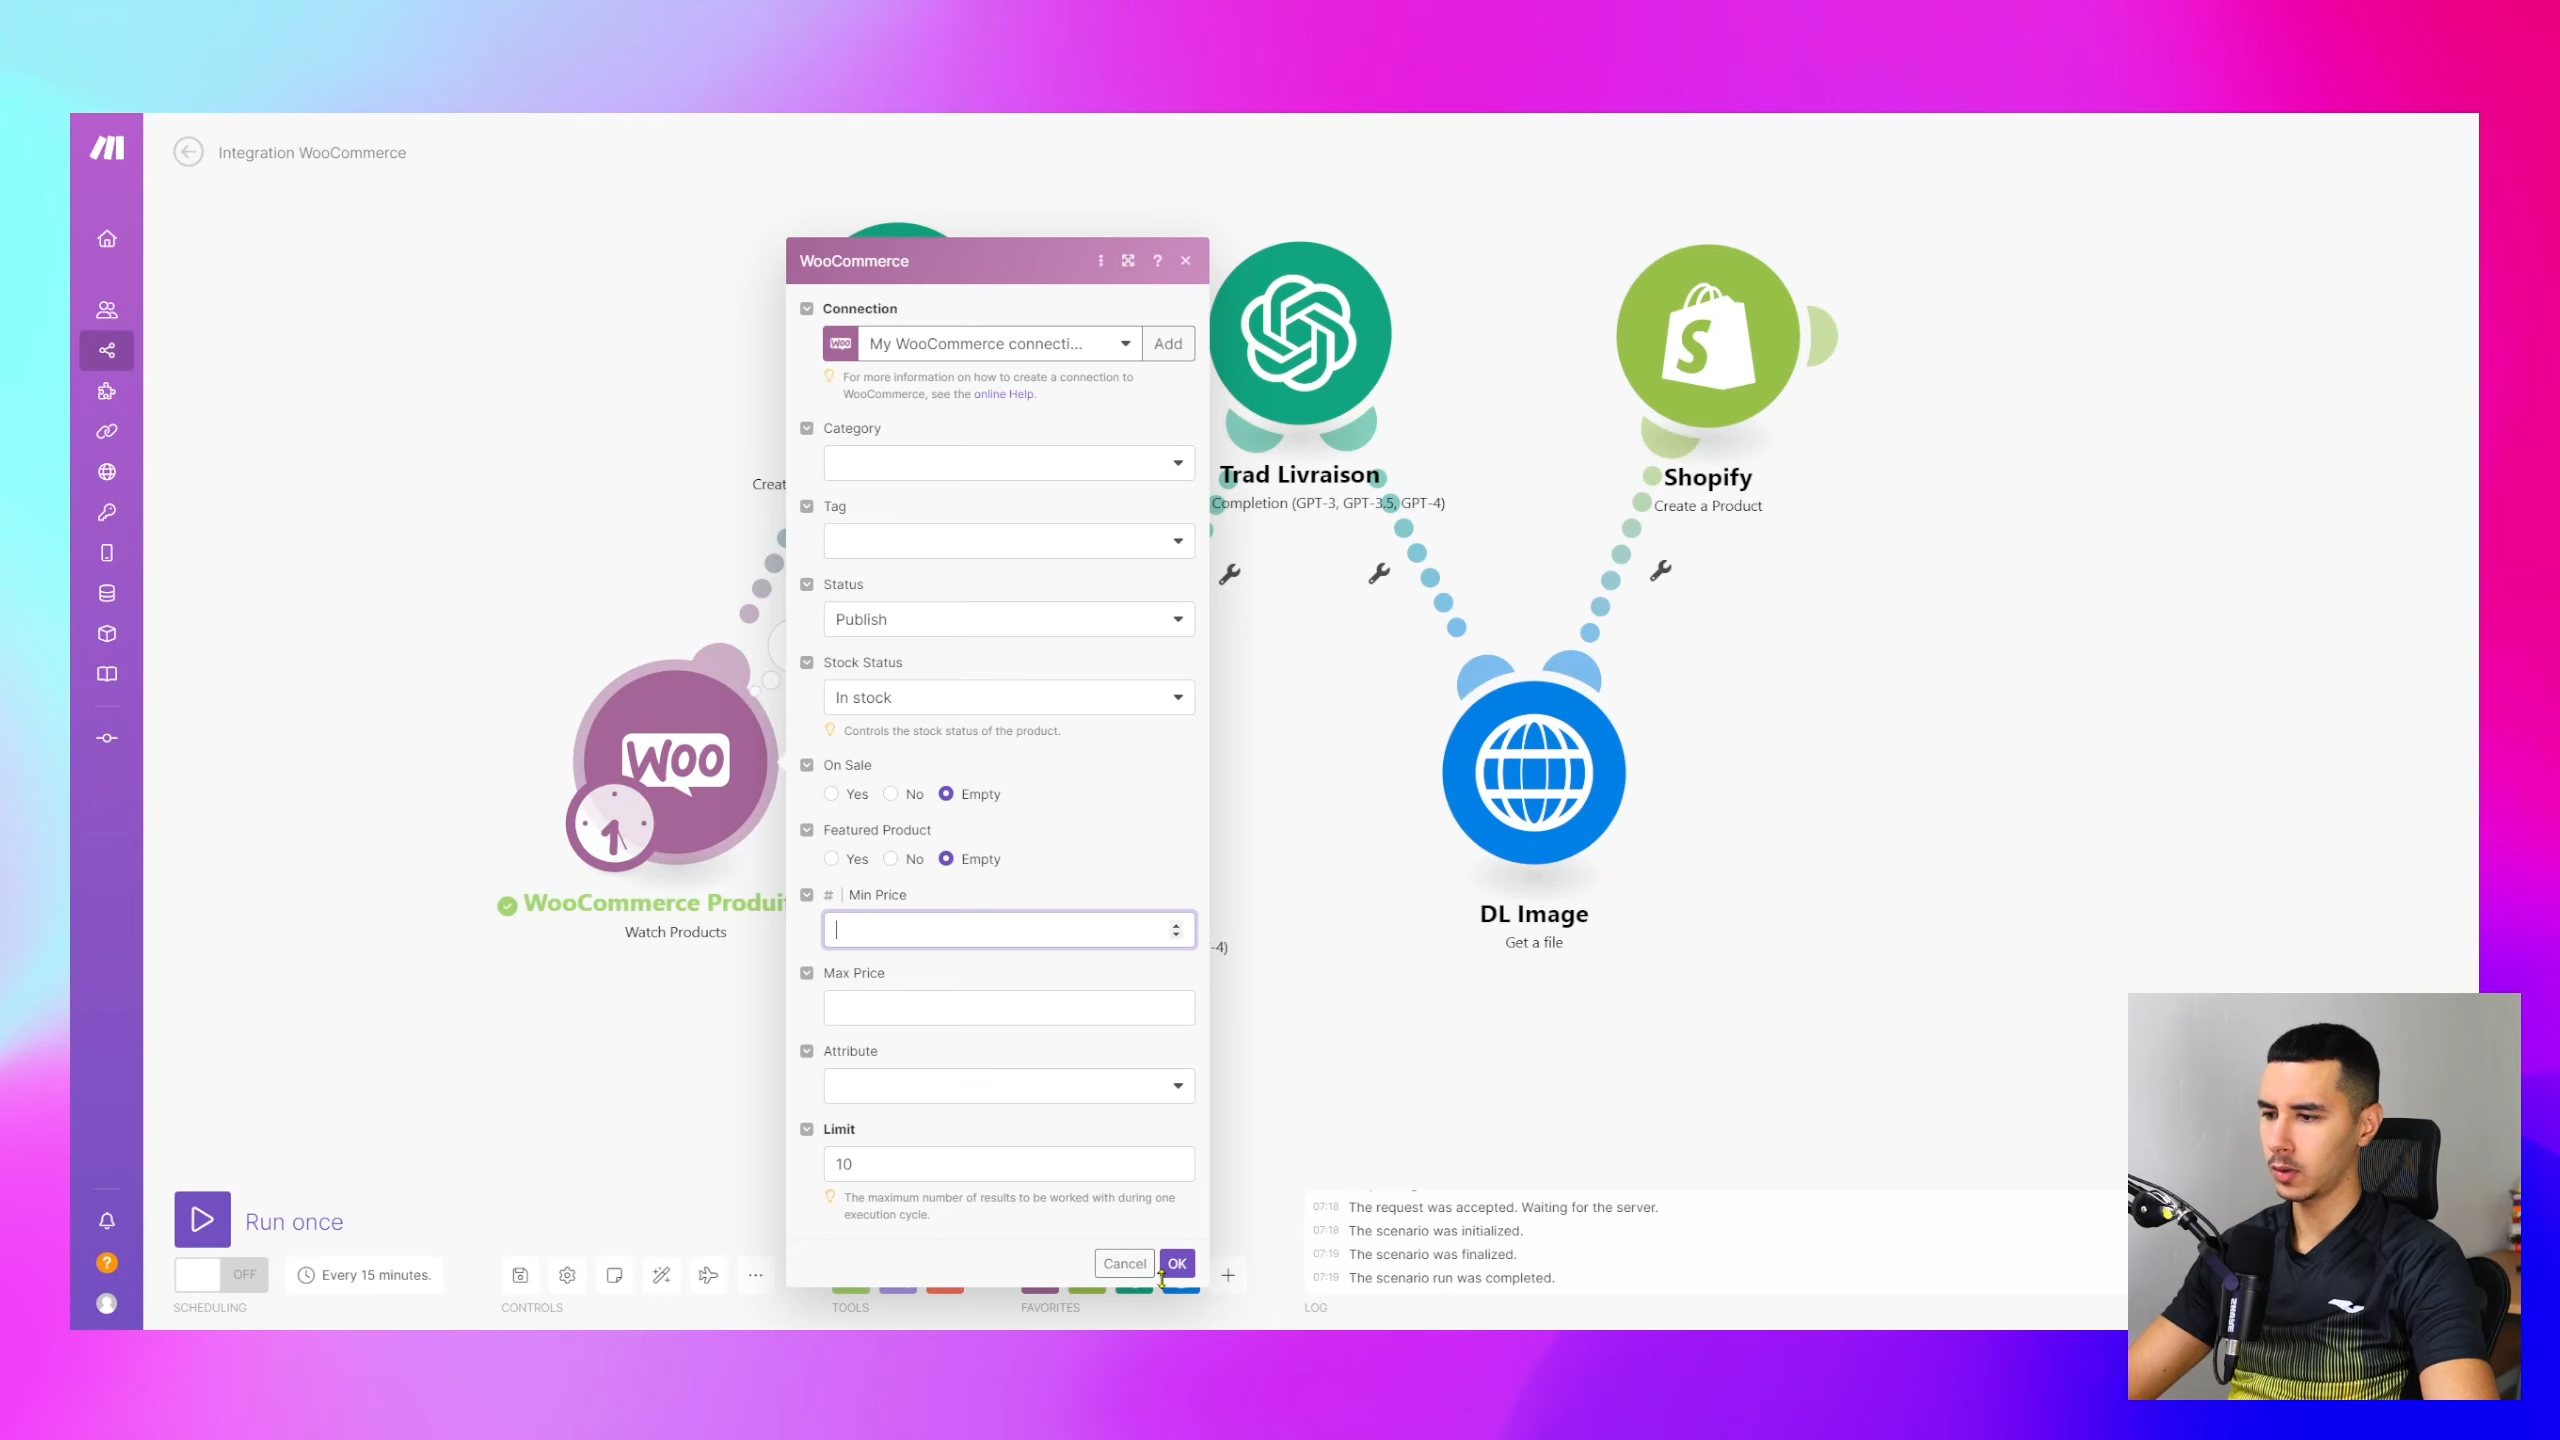 Integration WooCommerce
WooCommerce
?
Connection
WOO
My WooCommerce connecti...
Add
For more information on how to create a connection to
WooCommerce, see the online Help.
Category
Tag
Status
Publish
Stock Status
In stock
Controls the stock status of the product.
On Sale
Yes
No
Empty
Featured Product
Yes
No
Empty
# | Min Price
Max Price
Attribute
Limit
10
The maximum number of results to be worked with during one
execution cycle.
Cancel
OK
Creat
WOO
1
WooCommerce Produi
Watch Products
Trad Livraison
Completion (GPT-3, GPT-3.5, GPT-4)
-4)
S
Shopify
Create a Product
DL Image
Get a file
Run once
OFF
Every 15 minutes.
SCHEDULING
CONTROLS
TOOLS
FAVORITES
LOG
07:18 The request was accepted. Waiting for the server.
07:18 The scenario was initialized.
07:19 The scenario was finalized.
07:19 The scenario run was completed.
?
SHURE